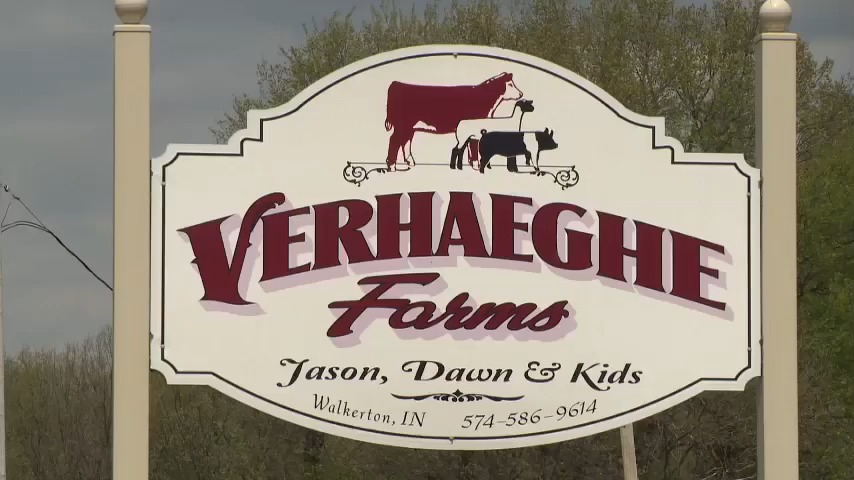 VERHAEGHE
Farms
Jason, Dawn & Kids
Walkerton, IN 574-586-9614